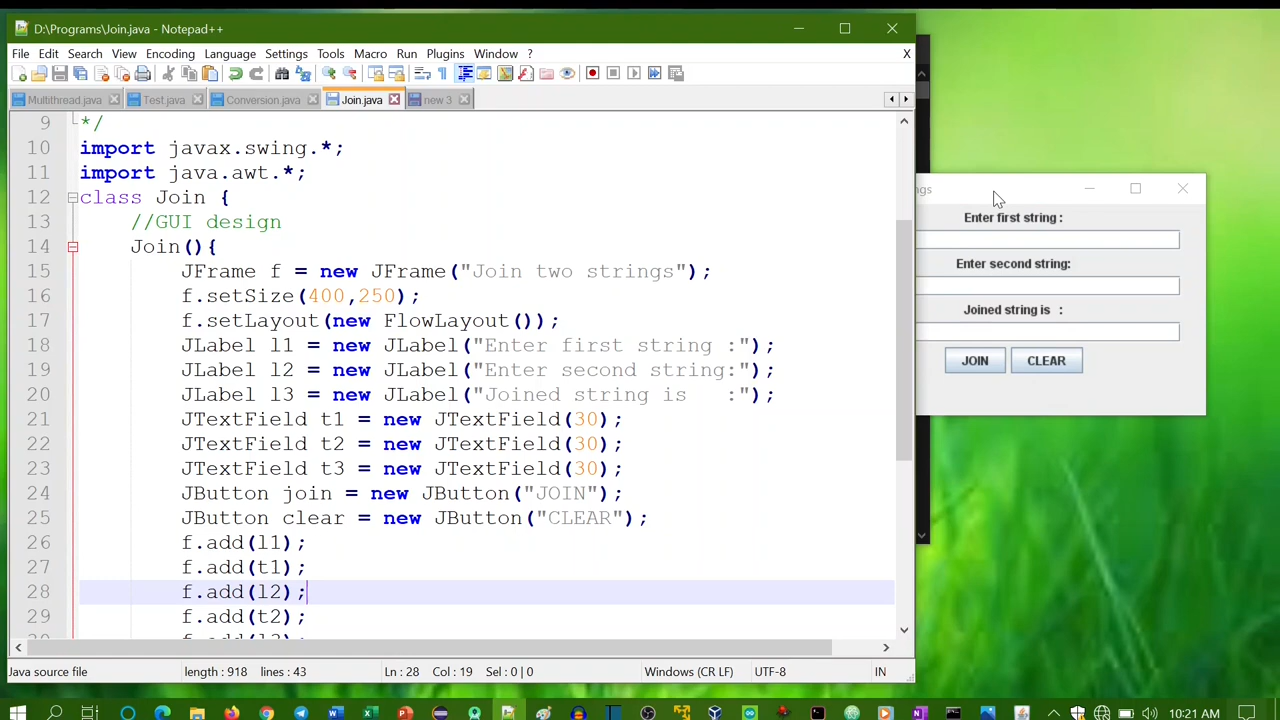 D:\Programs\Join.java - Notepad++
File Edit Search View Encoding Language Settings Tools Macro Run Plugins Window ? X
Multithread.java Test.java Conversion.java Join.java new 3
9 */
10 import javax.swing.*;
11 import java.awt.*;
12 class Join {
13 //GUI design
14 Join(){
15 JFrame f = new JFrame("Join two strings");
16 f.setSize(400,250);
17 f.setLayout(new FlowLayout());
18 JLabel l1 = new JLabel("Enter first string :");
19 JLabel l2 = new JLabel("Enter second string:");
20 JLabel l3 = new JLabel("Joined string is   :");
21 JTextField t1 = new JTextField(30);
22 JTextField t2 = new JTextField(30);
23 JTextField t3 = new JTextField(30);
24 JButton join = new JButton("JOIN");
25 JButton clear = new JButton("CLEAR");
26 f.add(l1);
27 f.add(t1);
28 f.add(l2);
29 f.add(t2);
Java source file length : 918 lines : 43 Ln : 28 Col : 19 Sel : 0 | 0 Windows (CR LF) UTF-8 IN
ngs
Enter first string :
Enter second string:
Joined string is   :
JOIN CLEAR
10:21 AM